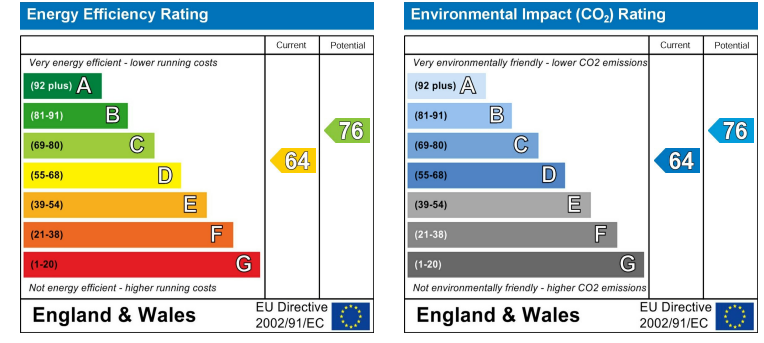 Energy Efficiency Rating
Current Potential
Very energy efficient - lower running costs
(92 plus) A
(81-91) B
(69-80) C
(55-68) D
(39-54) E
(21-38) F
(1-20) G
64
76
Not energy efficient - higher running costs
England & Wales
EU Directive
2002/91/EC
Environmental Impact (CO₂) Rating
Current Potential
Very environmentally friendly - lower CO2 emissions
(92 plus) A
(81-91) B
(69-80) C
(55-68) D
(39-54) E
(21-38) F
(1-20) G
64
76
Not environmentally friendly - higher CO2 emissions
England & Wales
EU Directive
2002/91/EC